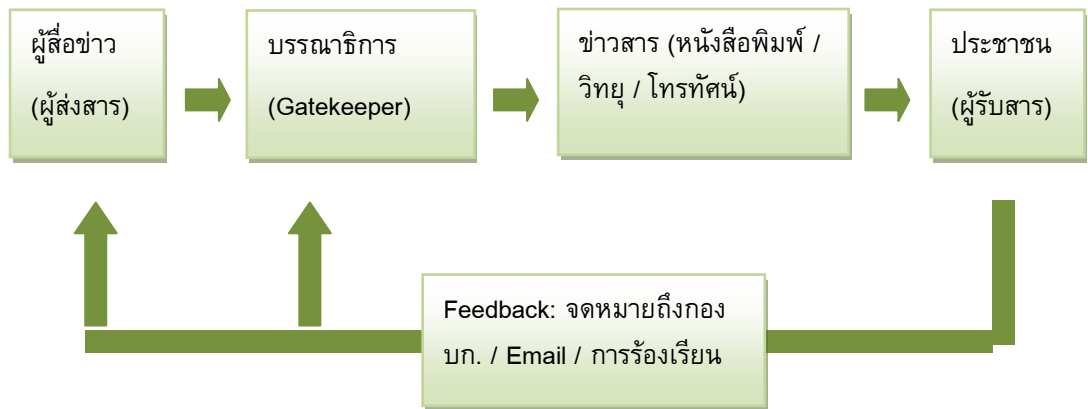 ผู้สื่อข่าว
(ผู้ส่งสาร)
บรรณาธิการ
(Gatekeeper)
ข่าวสาร (หนังสือพิมพ์ /
วิทยุ / โทรทัศน์)
ประชาชน
(ผู้รับสาร)
Feedback: จดหมายถึงกอง
บก. / Email / การร้องเรียน